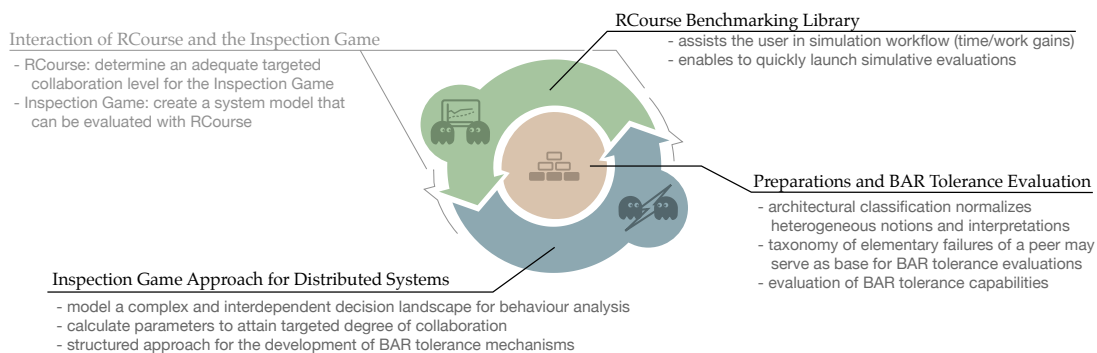 RCourse Benchmarking Library
- assists the user in simulation workflow (time/work gains)
- enables to quickly launch simulative evaluations
Interaction of RCourse and the Inspection Game
- RCourse: determine an adequate targeted
collaboration level for the Inspection Game
- Inspection Game: create a system model that
can be evaluated with RCourse
Preparations and BAR Tolerance Evaluation
- architectural classification normalizes
heterogeneous notions and interpretations
- taxonomy of elementary failures of a peer may
serve as base for BAR tolerance evaluations
- evaluation of BAR tolerance capabilities
Inspection Game Approach for Distributed Systems
- model a complex and interdependent decision landscape for behaviour analysis
- calculate parameters to attain targeted degree of collaboration
- structured approach for the development of BAR tolerance mechanisms